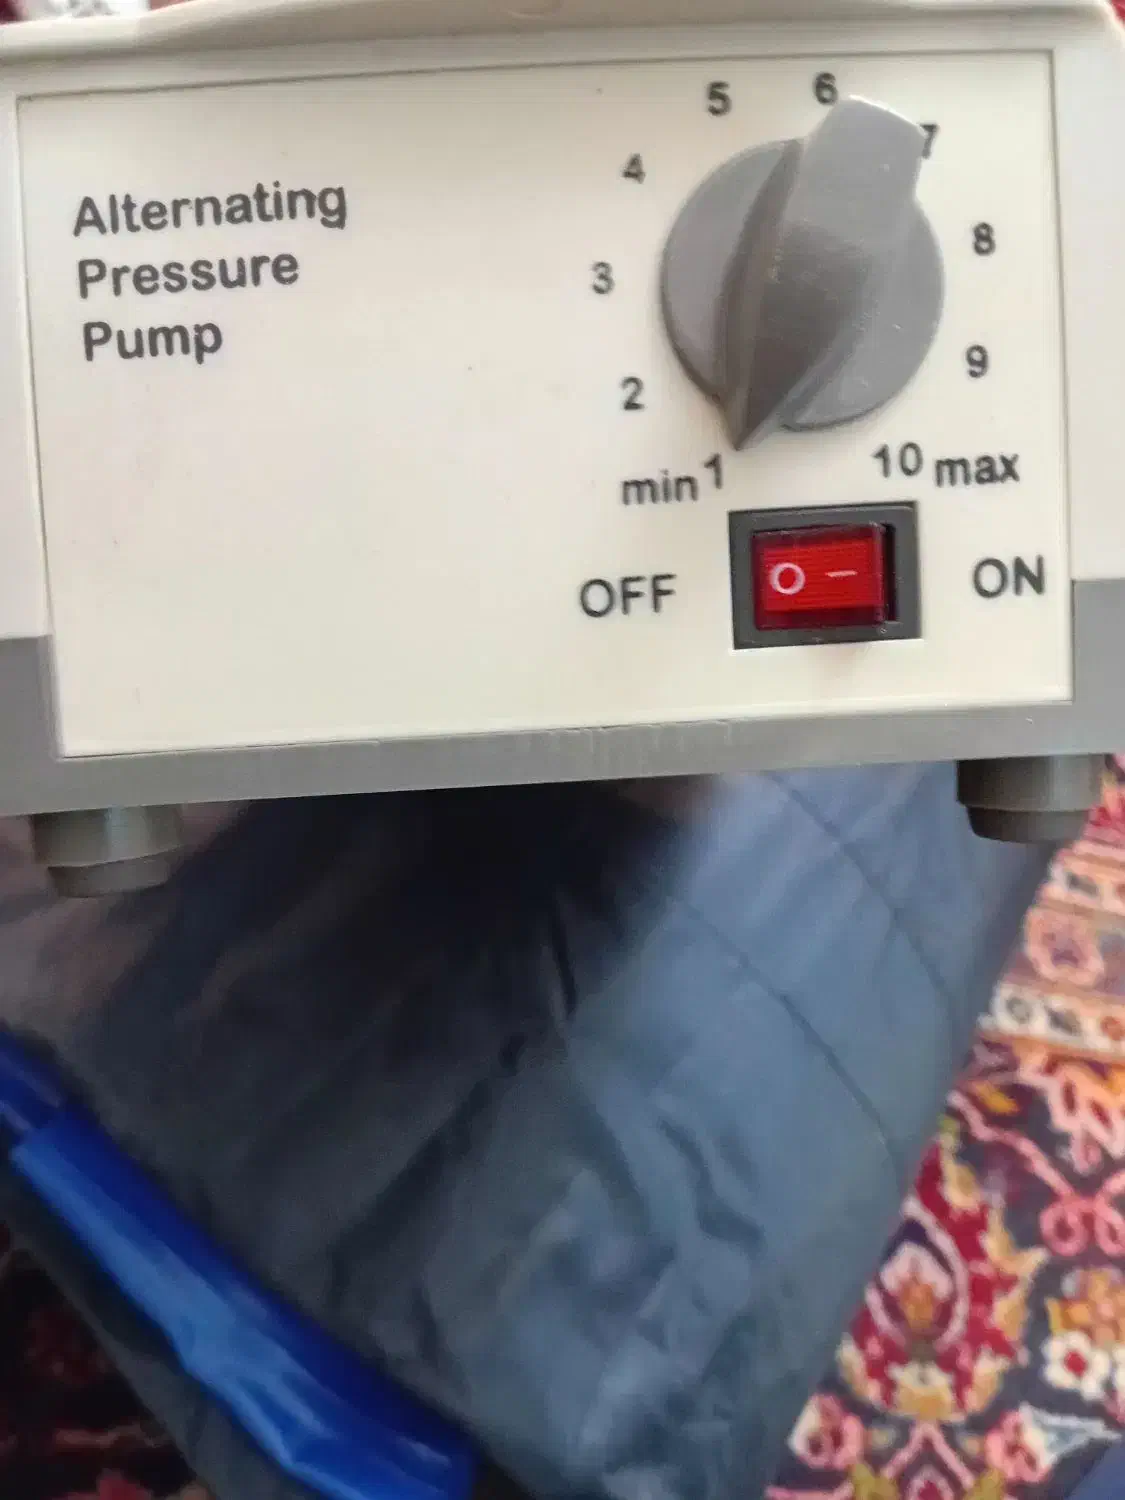 Alternating
Pressure
Pump
5 6
4 7
3 8
2 9
min 1 10 max
OFF O – ON